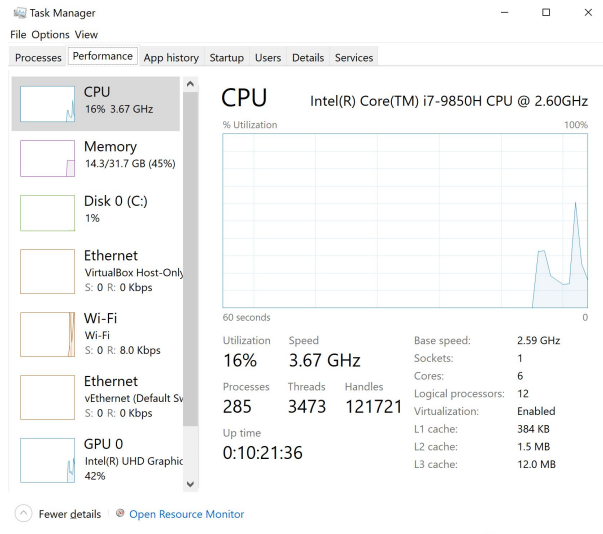 Task Manager
File Options View
Processes Performance App history Startup Users Details Services
CPU
16% 3.67 GHz
Memory
14.3/31.7 GB (45%)
Disk 0 (C:)
1%
Ethernet
VirtualBox Host-Only
S: 0 R: 0 Kbps
Wi-Fi
Wi-Fi
S: 0 R: 8.0 Kbps
Ethernet
vEthernet (Default Sw
S: 0 R: 0 Kbps
GPU 0
Intel(R) UHD Graphic
42%
CPU Intel(R) Core(TM) i7-9850H CPU @ 2.60GHz
% Utilization 100%
60 seconds 0
Utilization Speed
16% 3.67 GHz
Processes Threads Handles
285 3473 121721
Up time
0:10:21:36
Base speed: 2.59 GHz
Sockets: 1
Cores: 6
Logical processors: 12
Virtualization: Enabled
L1 cache: 384 KB
L2 cache: 1.5 MB
L3 cache: 12.0 MB
Fewer details Open Resource Monitor